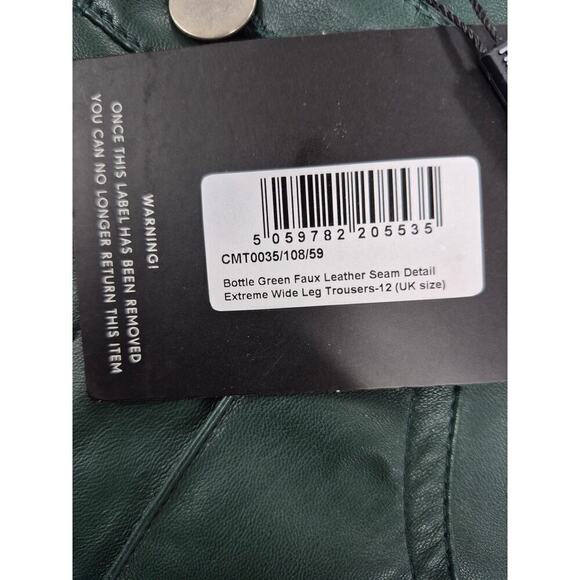 WARNING!
ONCE THIS LABEL HAS BEEN REMOVED
YOU CAN NO LONGER RETURN THIS ITEM
5 059782 205535
CMT0035/108/59
Bottle Green Faux Leather Seam Detail
Extreme Wide Leg Trousers-12 (UK size)